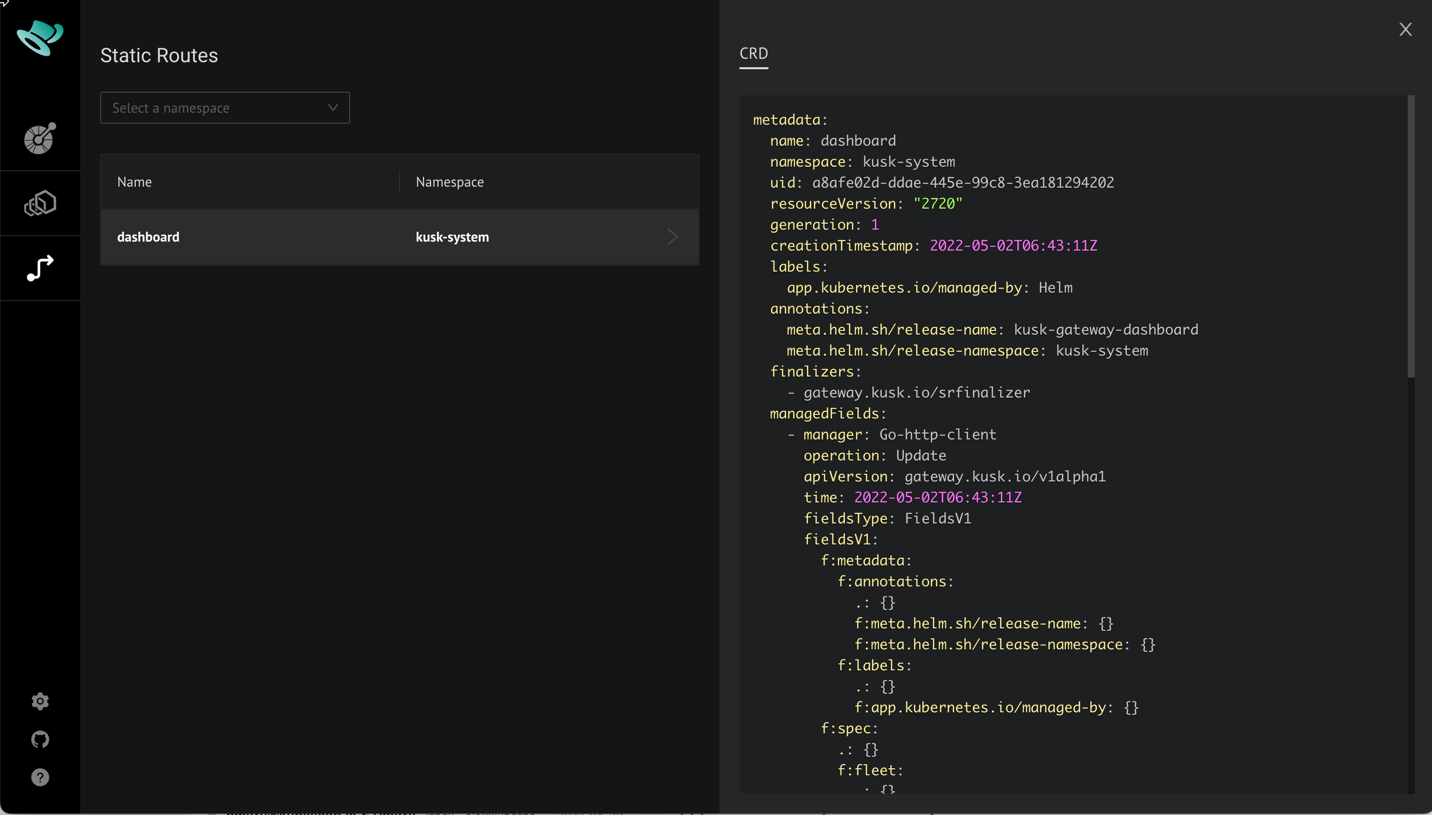 Static Routes
Select a namespace
Name Namespace
dashboard kusk-system
CRD
metadata:
name: dashboard
namespace: kusk-system
uid: a8afe02d-ddae-445e-99c8-3ea181294202
resourceVersion: "2720"
generation: 1
creationTimestamp: 2022-05-02T06:43:11Z
labels:
app.kubernetes.io/managed-by: Helm
annotations:
meta.helm.sh/release-name: kusk-gateway-dashboard
meta.helm.sh/release-namespace: kusk-system
finalizers:
- gateway.kusk.io/srfinalizer
managedFields:
- manager: Go-http-client
operation: Update
apiVersion: gateway.kusk.io/v1alpha1
time: 2022-05-02T06:43:11Z
fieldsType: FieldsV1
fieldsV1:
f:metadata:
f:annotations:
.: {}
f:meta.helm.sh/release-name: {}
f:meta.helm.sh/release-namespace: {}
f:labels:
.: {}
f:app.kubernetes.io/managed-by: {}
f:spec:
.: {}
f:fleet:
.: {}